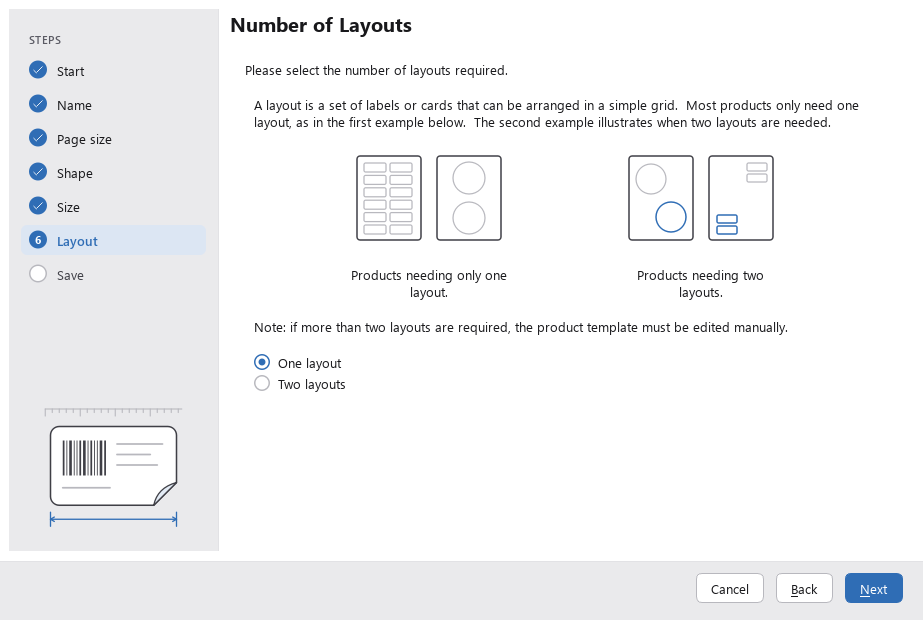 STEPS
Start
Name
Page size
Shape
Size
6 Layout
Save
Number of Layouts
Please select the number of layouts required.
A layout is a set of labels or cards that can be arranged in a simple grid.  Most products only need one
layout, as in the first example below.  The second example illustrates when two layouts are needed.
Products needing only one
layout.
Products needing two
layouts.
Note: if more than two layouts are required, the product template must be edited manually.
One layout
Two layouts
Cancel Back Next